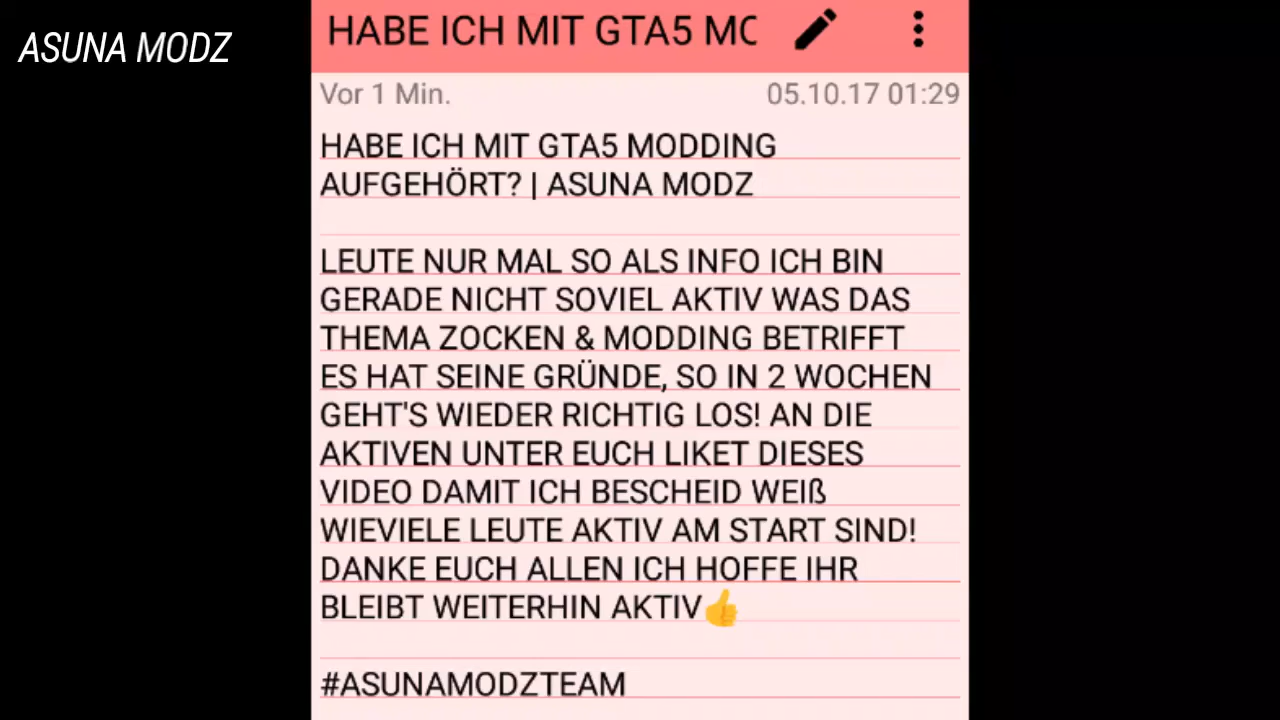 ASUNA MODZ
HABE ICH MIT GTA5 MO
Vor 1 Min. 05.10.17 01:29
HABE ICH MIT GTA5 MODDING
AUFGEHÖRT? | ASUNA MODZ
LEUTE NUR MAL SO ALS INFO ICH BIN
GERADE NICHT SOVIEL AKTIV WAS DAS
THEMA ZOCKEN & MODDING BETRIFFT
ES HAT SEINE GRÜNDE, SO IN 2 WOCHEN
GEHT'S WIEDER RICHTIG LOS! AN DIE
AKTIVEN UNTER EUCH LIKET DIESES
VIDEO DAMIT ICH BESCHEID WEIß
WIEVIELE LEUTE AKTIV AM START SIND!
DANKE EUCH ALLEN ICH HOFFE IHR
BLEIBT WEITERHIN AKTIV👍
#ASUNAMODZTEAM